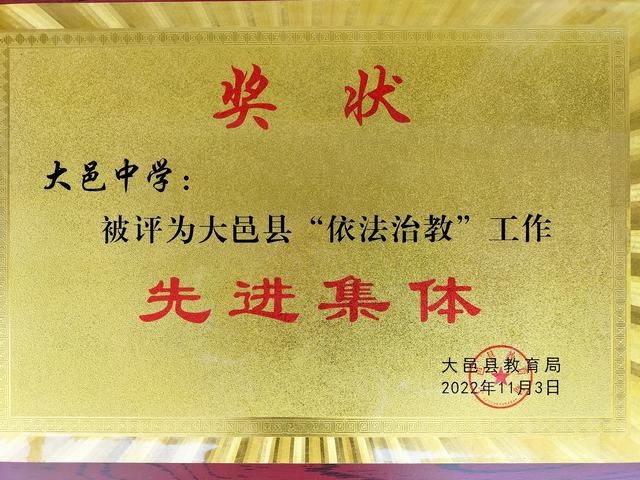 奖状
大邑中学：
被评为大邑县“依法治教”工作
先进集体
大邑县教育局
2022年11月3日